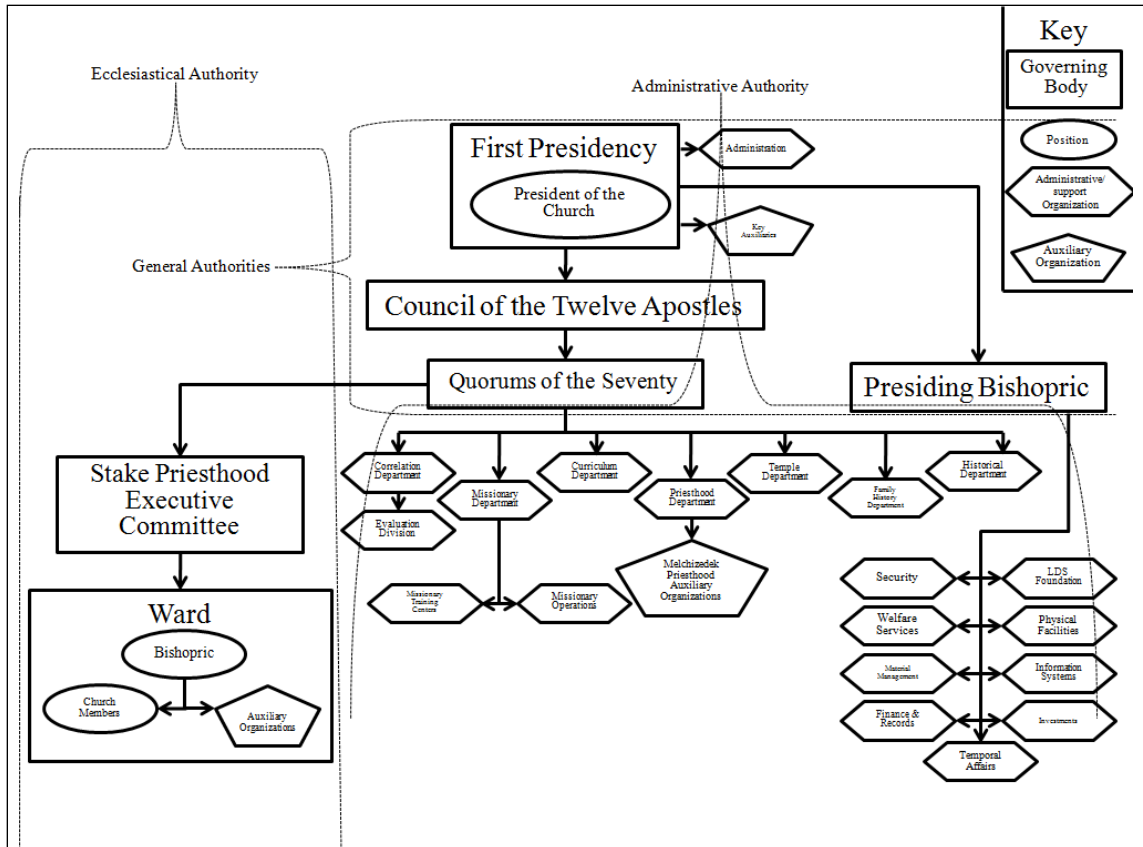 Ecclesiastical Authority
Administrative Authority
Key
Governing
Body
Position
Administrative/
support
Organization
Auxiliary
Organization
General Authorities
First Presidency
President of the
Church
Administration
Key
Auxiliaries
Council of the Twelve Apostles
Quorums of the Seventy
Presiding Bishopric
Stake Priesthood
Executive
Committee
Ward
Bishopric
Church
Members
Auxiliary
Organizations
Correlation
Department
Evaluation
Division
Missionary
Department
Missionary
Training
Centers
Missionary
Operations
Curriculum
Department
Priesthood
Department
Melchizedek
Priesthood
Auxiliary
Organizations
Temple
Department
Family
History
Department
Historical
Department
Security
LDS
Foundation
Welfare
Services
Physical
Facilities
Material
Management
Information
Systems
Finance &
Records
Investments
Temporal
Affairs